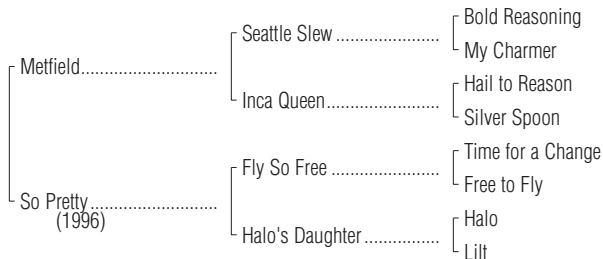 Bold Reasoning
Seattle Slew ..................
My Charmer
Metfield.........................
Hail to Reason
Inca Queen....................
Silver Spoon
Time for a Change
Fly So Free ...................
Free to Fly
So Pretty.......................
(1996)
Halo
Halo's Daughter .............
Lilt